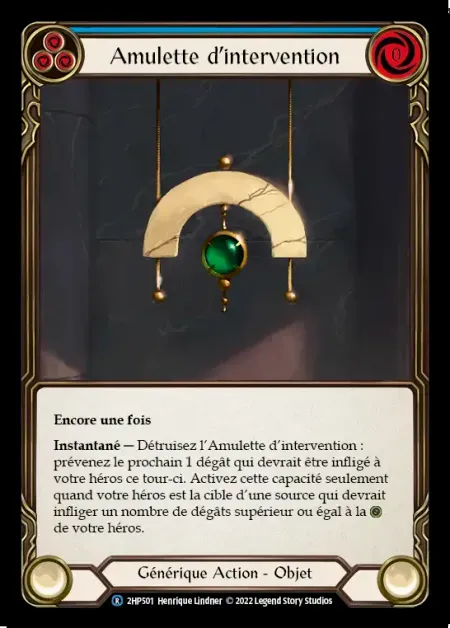 Amulette d'intervention
0
Encore une fois
Instantané — Détruisez l'Amulette d'intervention :
prévenez le prochain 1 dégât qui devrait être infligé à
votre héros ce tour-ci. Activez cette capacité seulement
quand votre héros est la cible d'une source qui devrait
infliger un nombre de dégâts supérieur ou égal à la
de votre héros.
Générique Action - Objet
R 2HP501 Henrique Lindner © 2022 Legend Story Studios